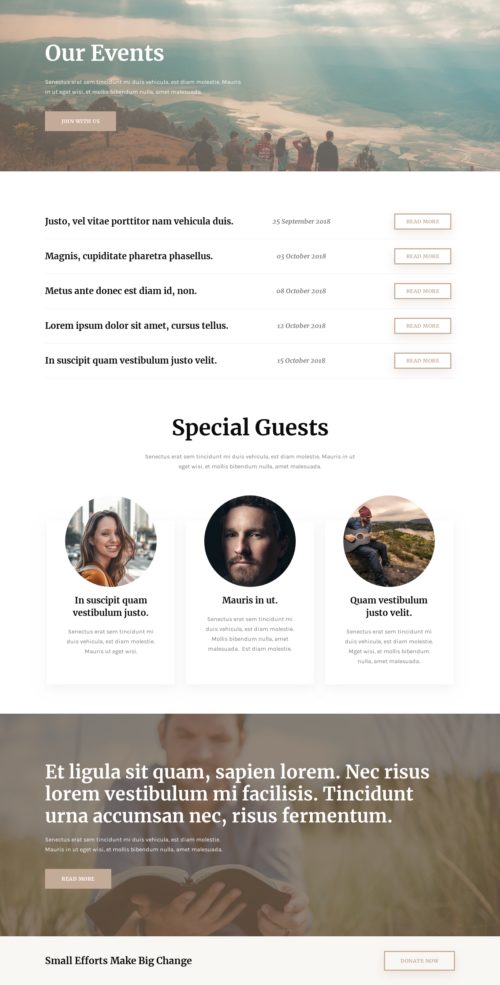 Our Events
Senectus erat sem tincidunt mi duis vehicula, est diam molestie. Mauris
in ut eget wisi, et mollis bibendum nulla, amet malesuada.
JOIN WITH US
Justo, vel vitae porttitor nam vehicula duis. 25 September 2018 READ MORE
Magnis, cupiditate pharetra phasellus. 03 October 2018 READ MORE
Metus ante donec est diam id, non. 08 October 2018 READ MORE
Lorem ipsum dolor sit amet, cursus tellus. 12 October 2018 READ MORE
In suscipit quam vestibulum justo velit. 15 October 2018 READ MORE
Special Guests
Senectus erat sem tincidunt mi duis vehicula, est diam molestie. Mauris in ut
eget wisi, et mollis bibendum nulla, amet malesuada.
In suscipit quam
vestibulum justo.
Senectus erat sem tincidunt mi
duis vehicula, est diam molestie.
Mauris ut eget wisi.
Mauris in ut.
Senectus erat sem tincidunt mi
duis vehicula, est diam molestie.
Mollis bibendum nulla, amet
malesuada. Est diam molestie.
Quam vestibulum
justo velit.
Senectus erat sem tincidunt mi
duis vehicula, est diam molestie.
Mget wisi, et mollis bibendum
nulla, amet malesuada.
Et ligula sit quam, sapien lorem. Nec risus
lorem vestibulum mi facilisis. Tincidunt
urna accumsan nec, risus fermentum.
Senectus erat sem tincidunt mi duis vehicula, est diam molestie.
Mauris in ut eget wisi, et mollis bibendum nulla, amet malesuada.
READ MORE
Small Efforts Make Big Change
DONATE NOW